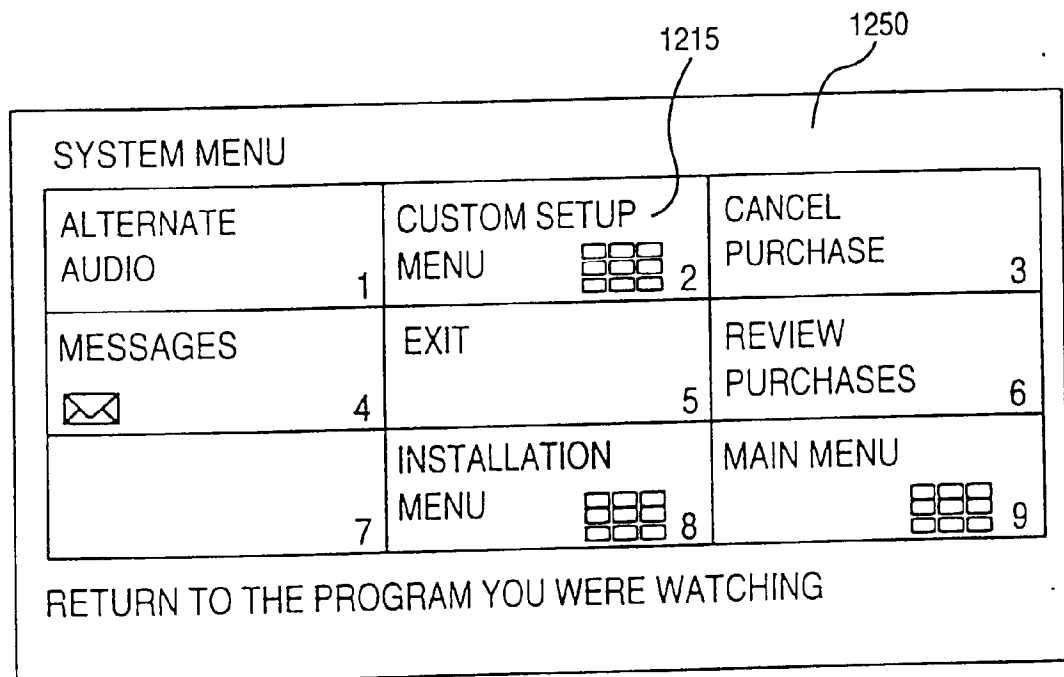 1215
1250
SYSTEM MENU
ALTERNATE
AUDIO
1
CUSTOM SETUP
MENU
2
CANCEL
PURCHASE
3
MESSAGES
4
EXIT
5
REVIEW
PURCHASES
6
7
INSTALLATION
MENU
8
MAIN MENU
9
RETURN TO THE PROGRAM YOU WERE WATCHING